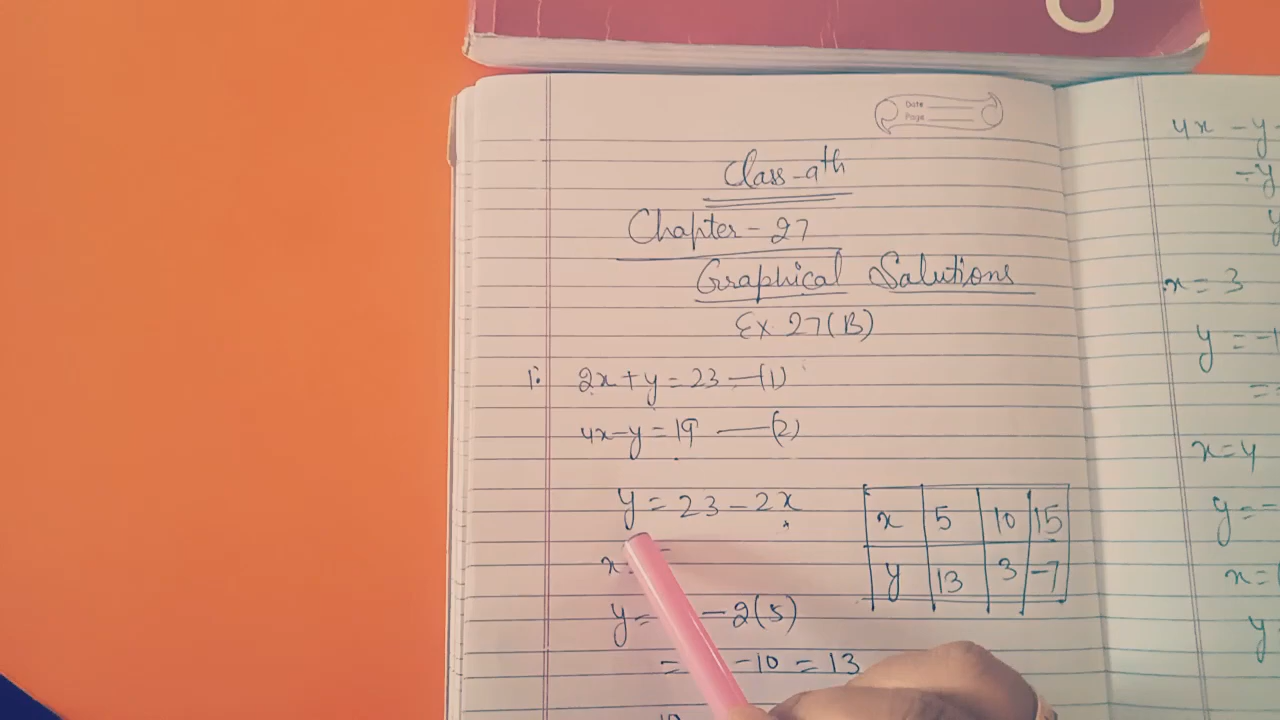 Date
Page
Class-9th
Chapter-27
Graphical Solutions
Ex 27(B)
1. 2x+y=23 —(1)
4x-y=19 —(2)
y=23-2x
x 5 10 15
y 13 3 -7
x=
y= -2(5)
= -10 = 13
4x-y
-y
y
x=3
y=-1
=
x=4
y=-
x=
y